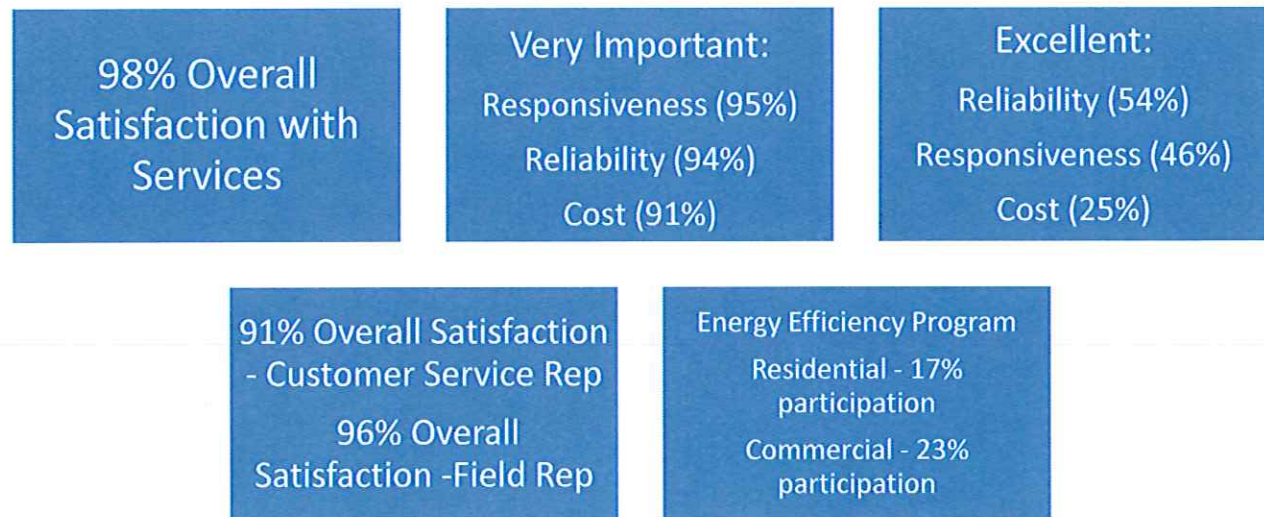 98% Overall
Satisfaction with
Services
Very Important:
Responsiveness (95%)
Reliability (94%)
Cost (91%)
Excellent:
Reliability (54%)
Responsiveness (46%)
Cost (25%)
91% Overall Satisfaction
- Customer Service Rep
96% Overall
Satisfaction -Field Rep
Energy Efficiency Program
Residential - 17%
participation
Commercial - 23%
participation